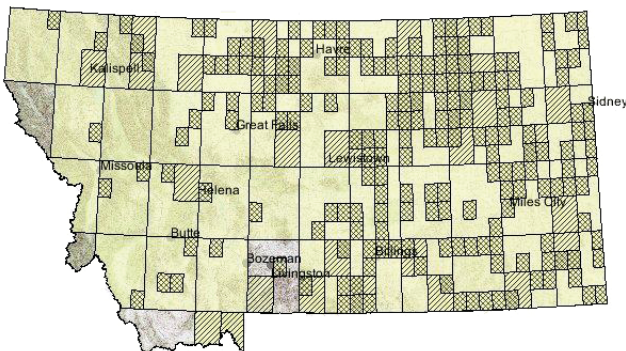 Havre
Kalispell
Sidney
Great Falls
Lewistown
Missoula
Helena
Miles City
Butte
Billings
Bozeman
Livingston